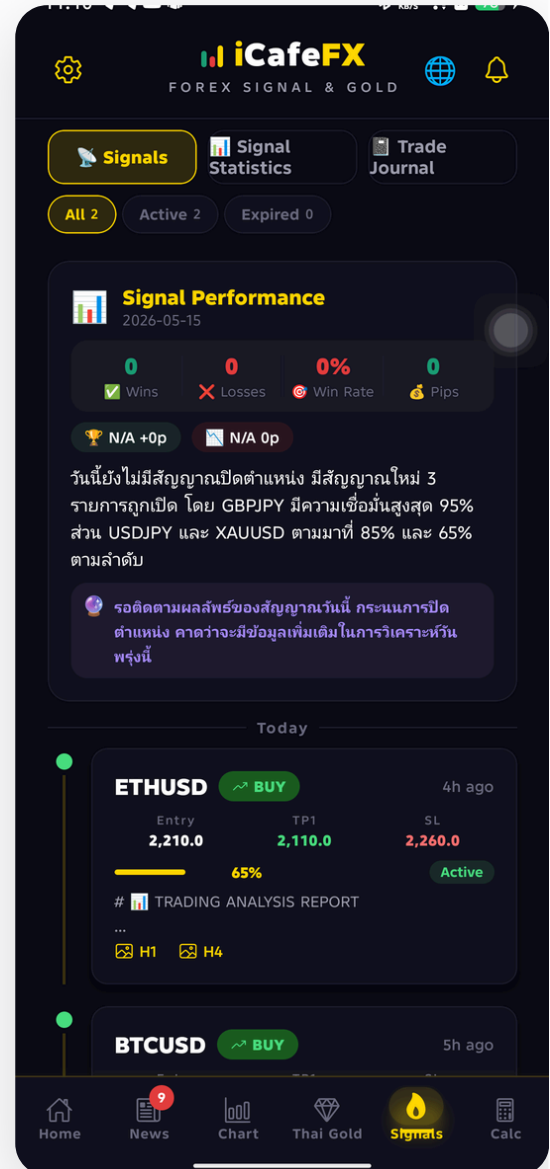 iCafeFX
FOREX SIGNAL & GOLD
Signals
Signal Statistics
Trade Journal
All 2
Active 2
Expired 0
Signal Performance
2026-05-15
0
0
0%
0
Wins
Losses
Win Rate
Pips
N/A +0p
N/A 0p
วันนี้ยังไม่มีสัญญาณปิดตำแหน่ง มีสัญญาณใหม่ 3
รายการถูกเปิด โดย GBPJPY มีความเชื่อมั่นสูงสุด 95%
ส่วน USDJPY และ XAUUSD ตามมาที่ 85% และ 65%
ตามลำดับ
รอติดตามผลลัพธ์ของสัญญาณวันนี้ กระนนการปิด
ตำแหน่ง คาดว่าจะมีข้อมูลเพิ่มเติมในการวิเคราะห์วัน
พรุ่งนี้
Today
ETHUSD BUY 4h ago
Entry TP1 SL
2,210.0 2,110.0 2,260.0
65% Active
# TRADING ANALYSIS REPORT
...
H1 H4
BTCUSD BUY 5h ago
9
Home News Chart Thai Gold Signals Calc